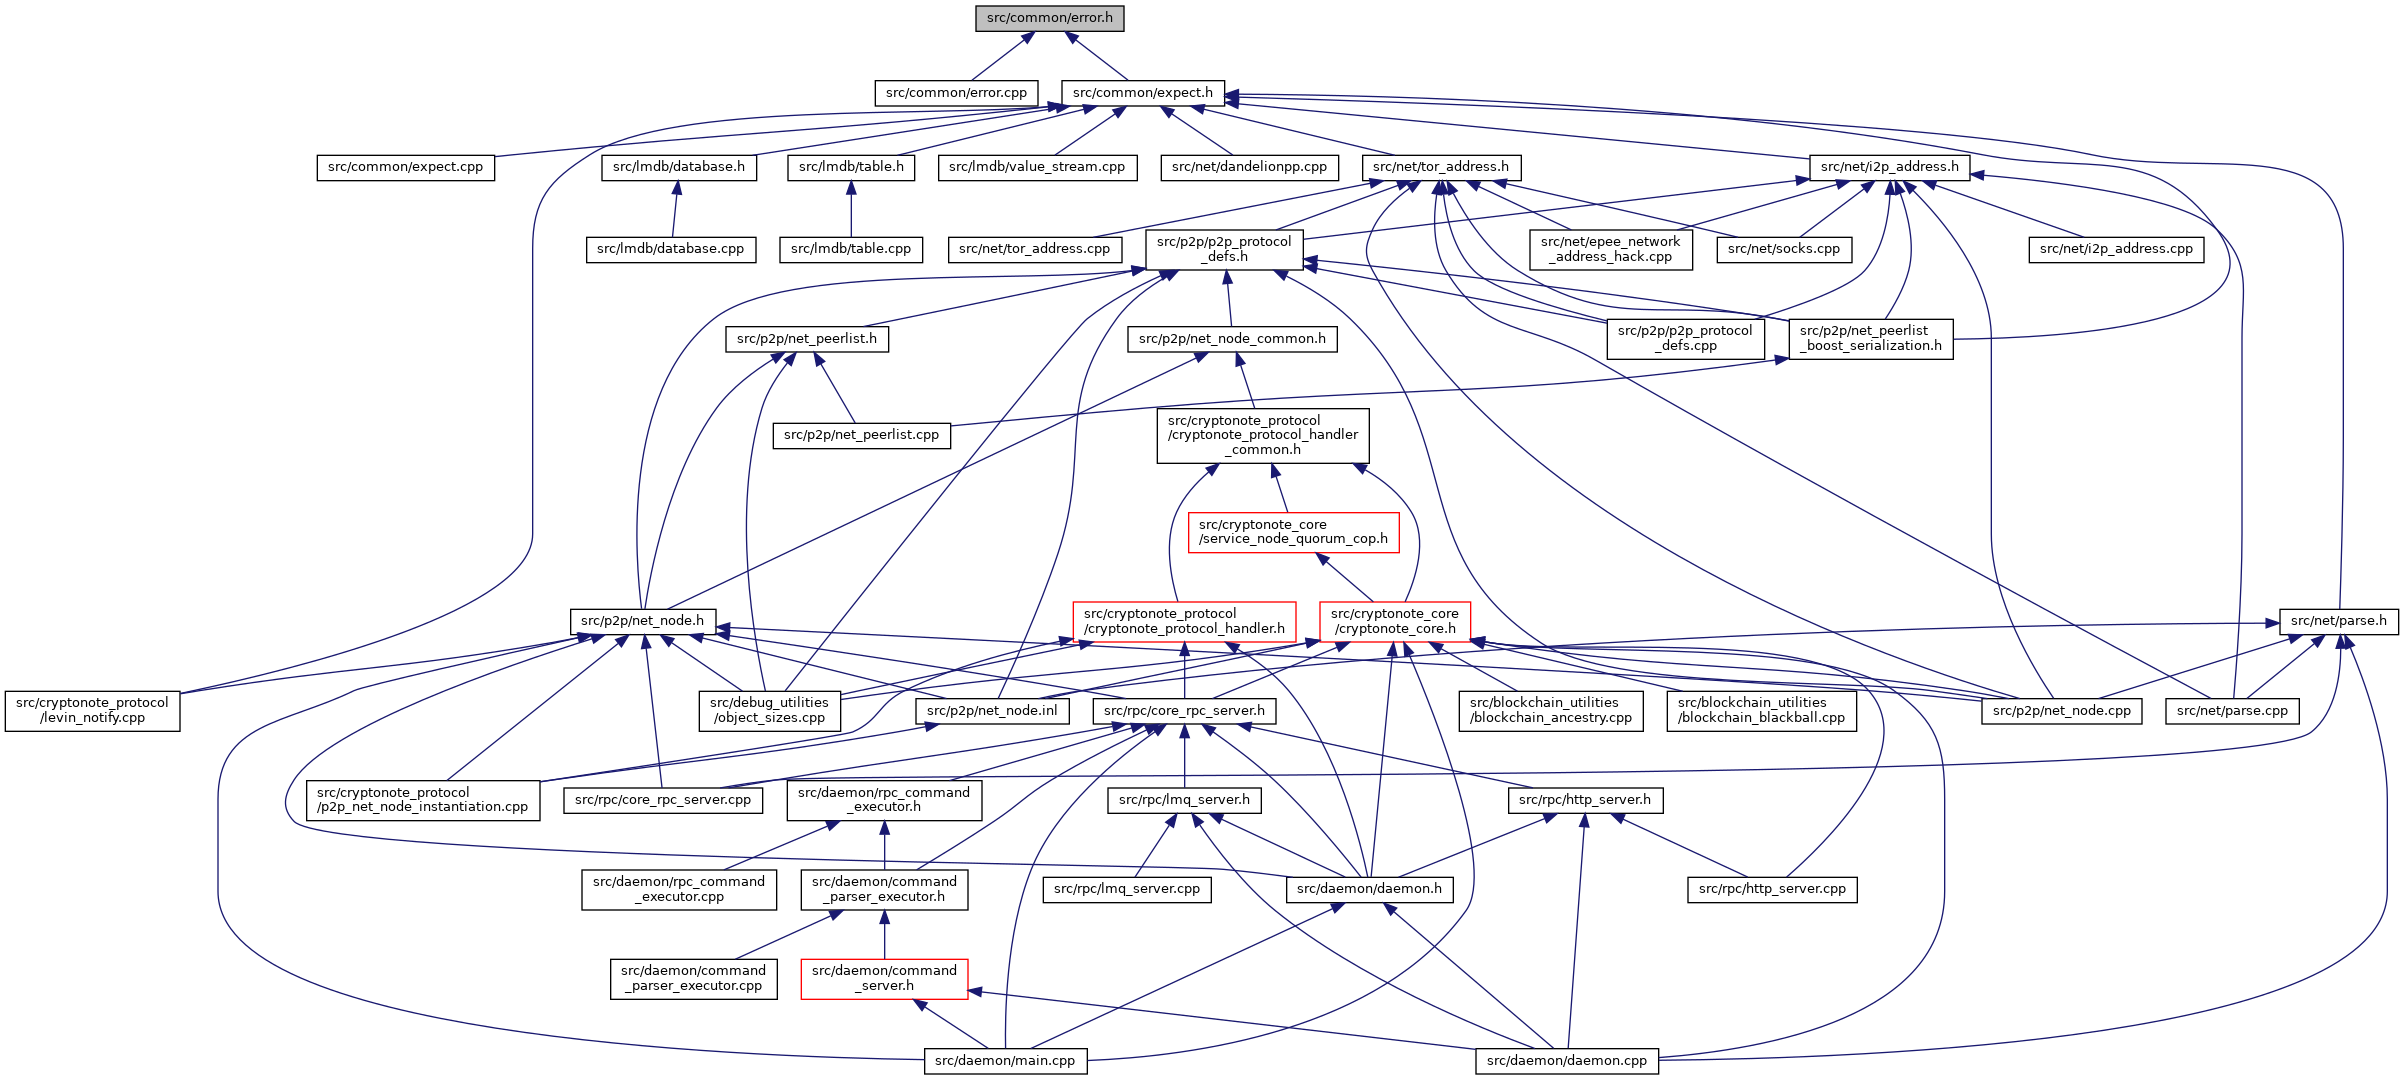 src/common/error.h
src/common/error.cpp
src/common/expect.h
src/common/expect.cpp
src/lmdb/database.h
src/lmdb/table.h
src/lmdb/value_stream.cpp
src/net/dandelionpp.cpp
src/net/tor_address.h
src/net/i2p_address.h
src/lmdb/database.cpp
src/lmdb/table.cpp
src/net/tor_address.cpp
src/p2p/p2p_protocol
_defs.h
src/net/epee_network
_address_hack.cpp
src/net/socks.cpp
src/net/i2p_address.cpp
src/p2p/net_peerlist.h
src/p2p/net_node_common.h
src/p2p/p2p_protocol
_defs.cpp
src/p2p/net_peerlist
_boost_serialization.h
src/p2p/net_peerlist.cpp
src/cryptonote_protocol
/cryptonote_protocol_handler
_common.h
src/cryptonote_core
/service_node_quorum_cop.h
src/p2p/net_node.h
src/cryptonote_protocol
/cryptonote_protocol_handler.h
src/cryptonote_core
/cryptonote_core.h
src/net/parse.h
src/cryptonote_protocol
/levin_notify.cpp
src/debug_utilities
/object_sizes.cpp
src/p2p/net_node.inl
src/rpc/core_rpc_server.h
src/blockchain_utilities
/blockchain_ancestry.cpp
src/blockchain_utilities
/blockchain_blackball.cpp
src/p2p/net_node.cpp
src/net/parse.cpp
src/cryptonote_protocol
/p2p_net_node_instantiation.cpp
src/rpc/core_rpc_server.cpp
src/daemon/rpc_command
_executor.h
src/rpc/lmq_server.h
src/rpc/http_server.h
src/daemon/rpc_command
_executor.cpp
src/daemon/command
_parser_executor.h
src/rpc/lmq_server.cpp
src/daemon/daemon.h
src/rpc/http_server.cpp
src/daemon/command
_parser_executor.cpp
src/daemon/command
_server.h
src/daemon/main.cpp
src/daemon/daemon.cpp